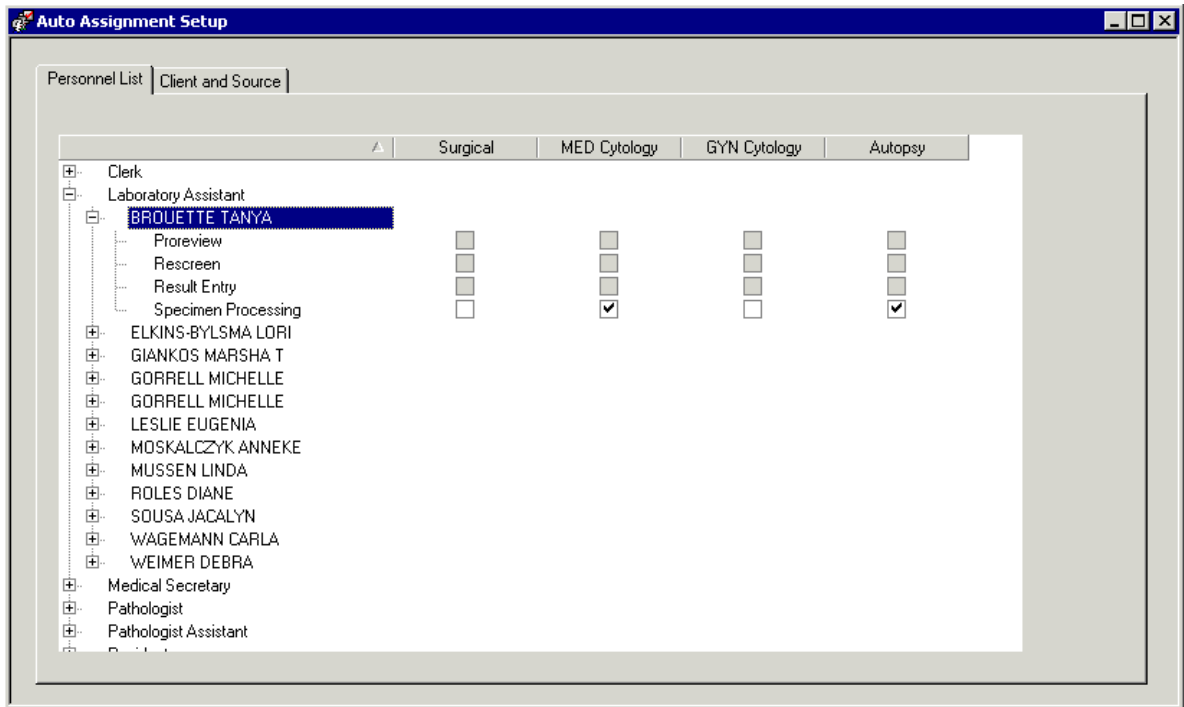 Auto Assignment Setup
Personnel List Client and Source
Surgical MED Cytology GYN Cytology Autopsy
Clerk
Laboratory Assistant
BROUETTE TANYA
Proreview
Rescreen
Result Entry
Specimen Processing
ELKINS-BYLSMA LORI
GIANKOS MARSHA T
GORRELL MICHELLE
GORRELL MICHELLE
LESLIE EUGENIA
MOSKALCZYK ANNEKE
MUSSEN LINDA
ROLES DIANE
SOUSA JACALYN
WAGEMANN CARLA
WEIMER DEBRA
Medical Secretary
Pathologist
Pathologist Assistant